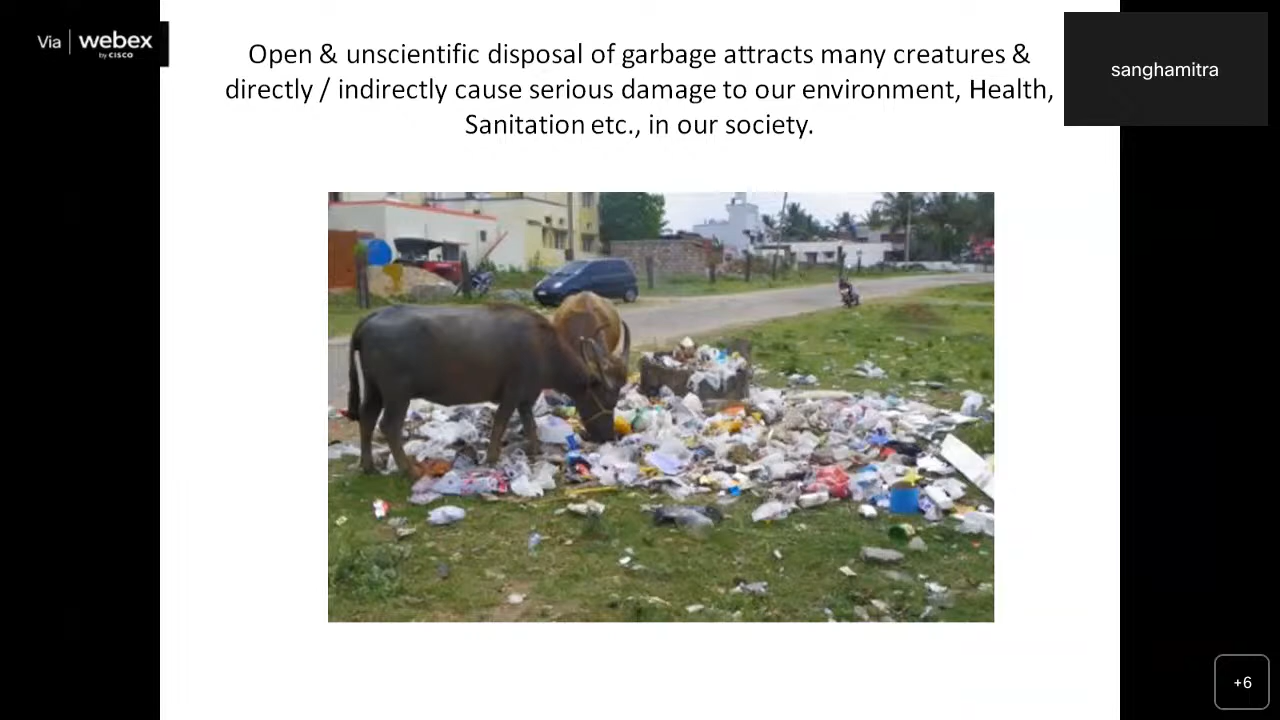 Via | webex
by CISCO
Open & unscientific disposal of garbage attracts many creatures &
directly / indirectly cause serious damage to our environment, Health,
Sanitation etc., in our society.
sanghamitra
+6